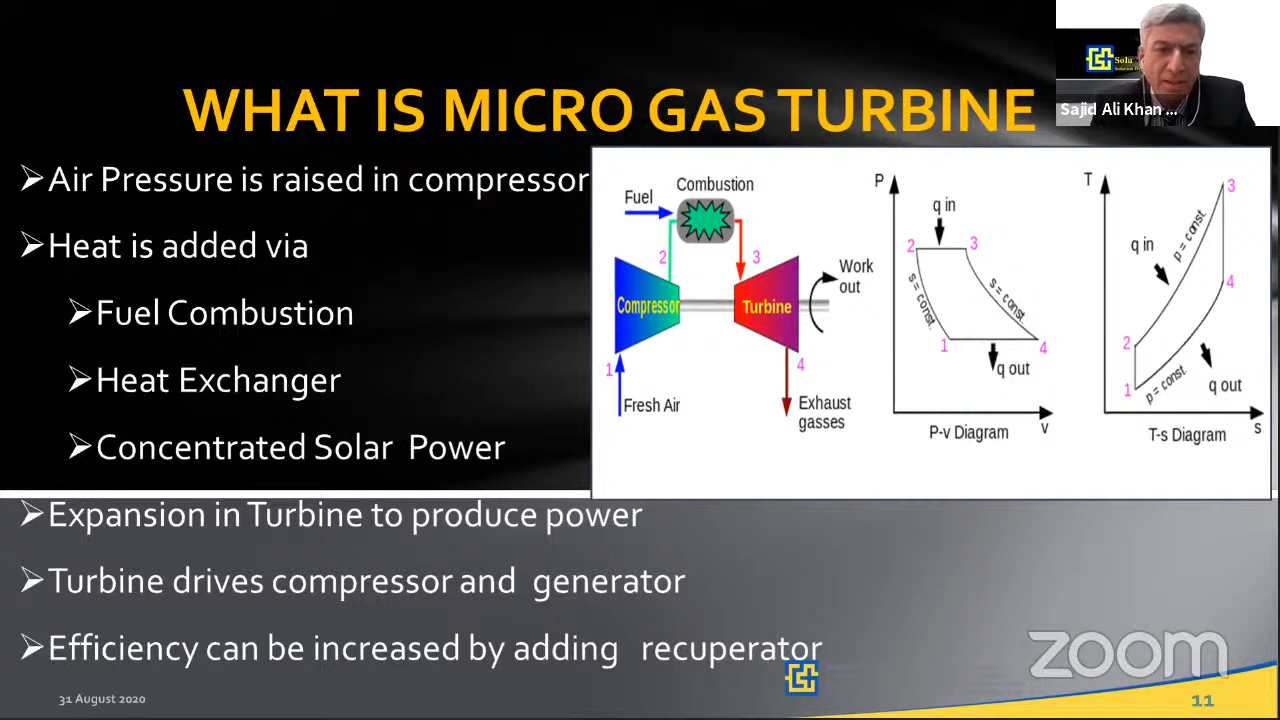 WHAT IS MICRO GAS TURBINE
Solu
Sajid Ali Khan ...
➢Air Pressure is raised in compressor
➢Heat is added via
➢Fuel Combustion
➢Heat Exchanger
➢Concentrated Solar Power
➢Expansion in Turbine to produce power
➢Turbine drives compressor and generator
➢Efficiency can be increased by adding recuperator
Fuel
Combustion
2
3
Compressor
Turbine
Work
out
1
4
Fresh Air
Exhaust
gasses
P
q in
2
3
s = const.
s = const.
1
4
q out
P-v Diagram
v
T
3
q in
p = const.
4
2
1
p = const.
q out
T-s Diagram
s
zoom
31 August 2020
11